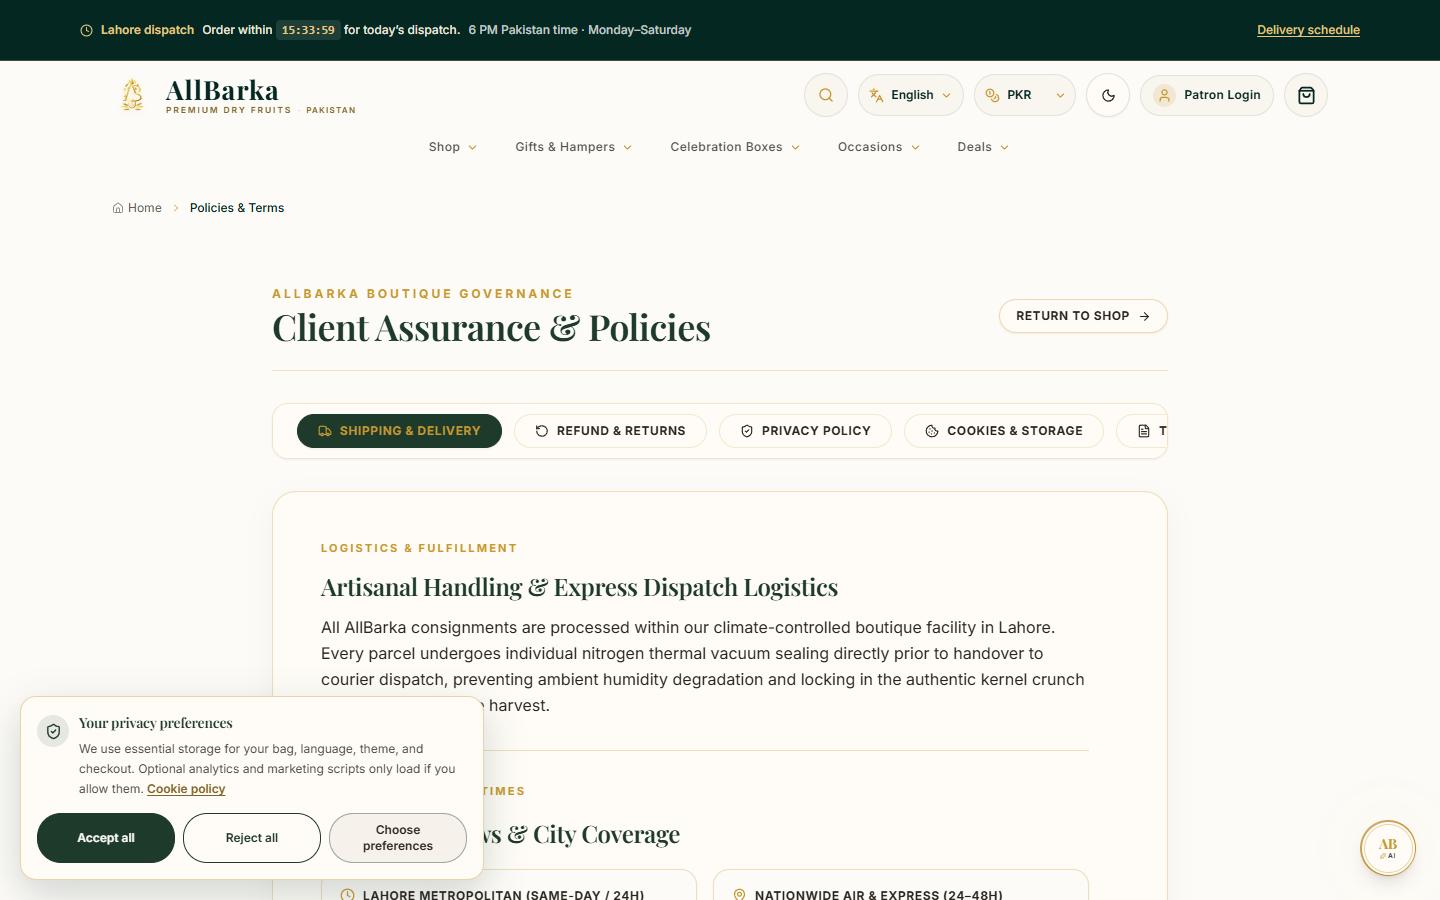 Lahore dispatch Order within 15:33:59 for today's dispatch. 6 PM Pakistan time · Monday–Saturday
Delivery schedule
AllBarka
PREMIUM DRY FRUITS · PAKISTAN
English
PKR
Patron Login
Shop
Gifts & Hampers
Celebration Boxes
Occasions
Deals
Home
Policies & Terms
ALLBARKA BOUTIQUE GOVERNANCE
Client Assurance & Policies
RETURN TO SHOP
SHIPPING & DELIVERY
REFUND & RETURNS
PRIVACY POLICY
COOKIES & STORAGE
T
LOGISTICS & FULFILLMENT
Artisanal Handling & Express Dispatch Logistics
All AllBarka consignments are processed within our climate-controlled boutique facility in Lahore.
Every parcel undergoes individual nitrogen thermal vacuum sealing directly prior to handover to
courier dispatch, preventing ambient humidity degradation and locking in the authentic kernel crunch
harvest.
TIMES
& City Coverage
LAHORE METROPOLITAN (SAME-DAY / 24H)
NATIONWIDE AIR & EXPRESS (24–48H)
Your privacy preferences
We use essential storage for your bag, language, theme, and
checkout. Optional analytics and marketing scripts only load if you
allow them. Cookie policy
Accept all
Reject all
Choose
preferences
AB
AI